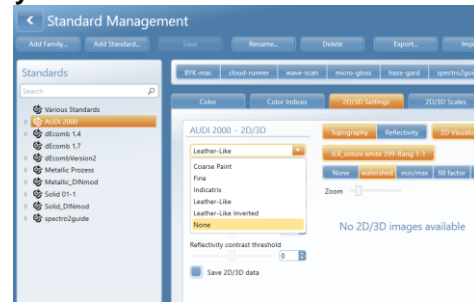 Standard Management
Add Family... Add Standard... Save Rename... Delete Export...
Standards
Search
Various Standards
AUDI 2000
dEcomb 1.4
dEcomb 1.7
dEcombVersion2
Metallic Prozess
Metallic_DINmod
Solid 01-1
Solid_DINmod
spectro2guide
BYK-mac cloud-runner wave-scan micro-gloss haze-gard spectro2gui
Color Color Indices 2D/3D Settings 2D/3D Scales
AUDI 2000 - 2D/3D
Topography Reflectivity 2D Visualiz
Leather-Like
Coarse Paint
Fine
Indicatrix
Leather-Like
Leather-Like Inverted
None
None watershed min/max fill factor
Zoom
No 2D/3D images available
Reflectivity contrast threshold
0
Save 2D/3D data